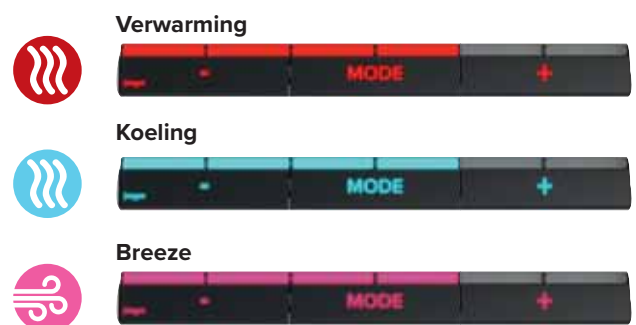 Verwarming
- MODE +
Koeling
- MODE +
Breeze
- MODE +